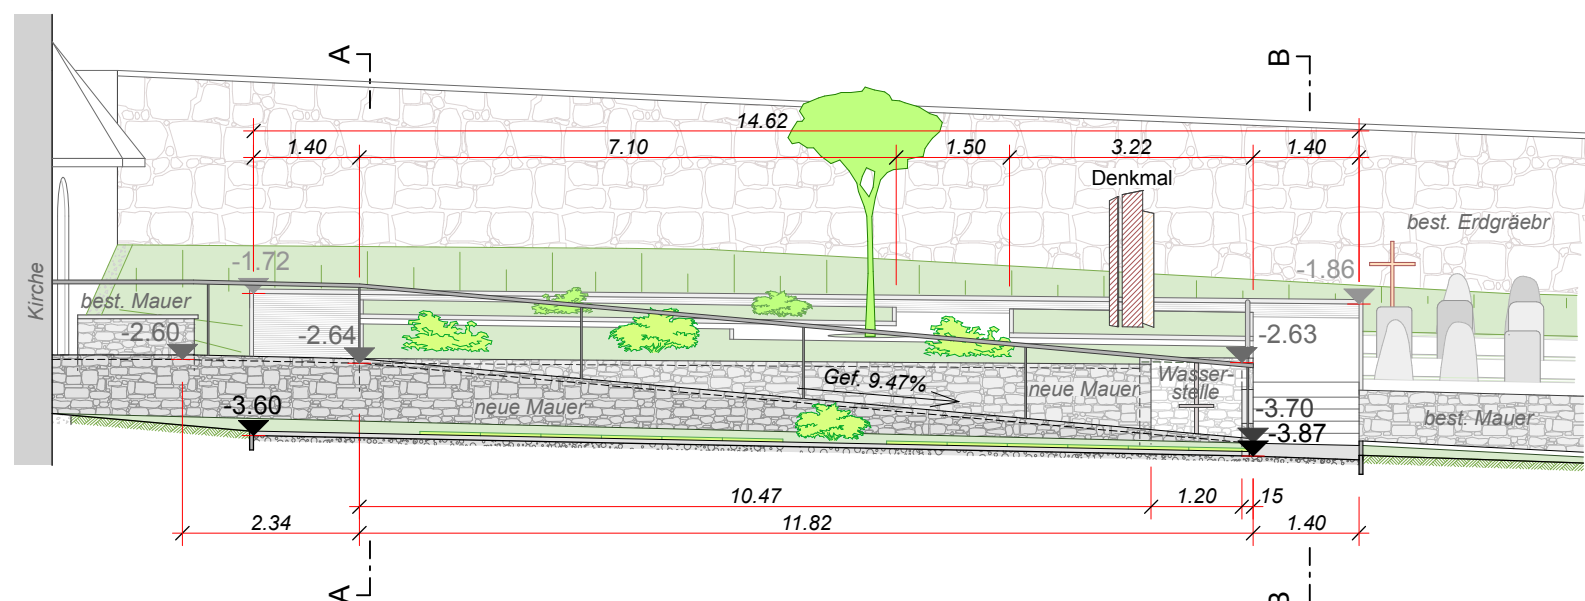 A
B
14.62
1.40
7.10
1.50
3.22
1.40
Denkmal
best. Erdgräebr
-1.72
-1.86
Kirche
best. Mauer
-2.60
-2.64
-2.63
Gef. 9.47%
neue Mauer
Wasser-
stelle
-3.60
neue Mauer
-3.70
best. Mauer
-3.87
10.47
1.20
15
2.34
11.82
1.40
A
B